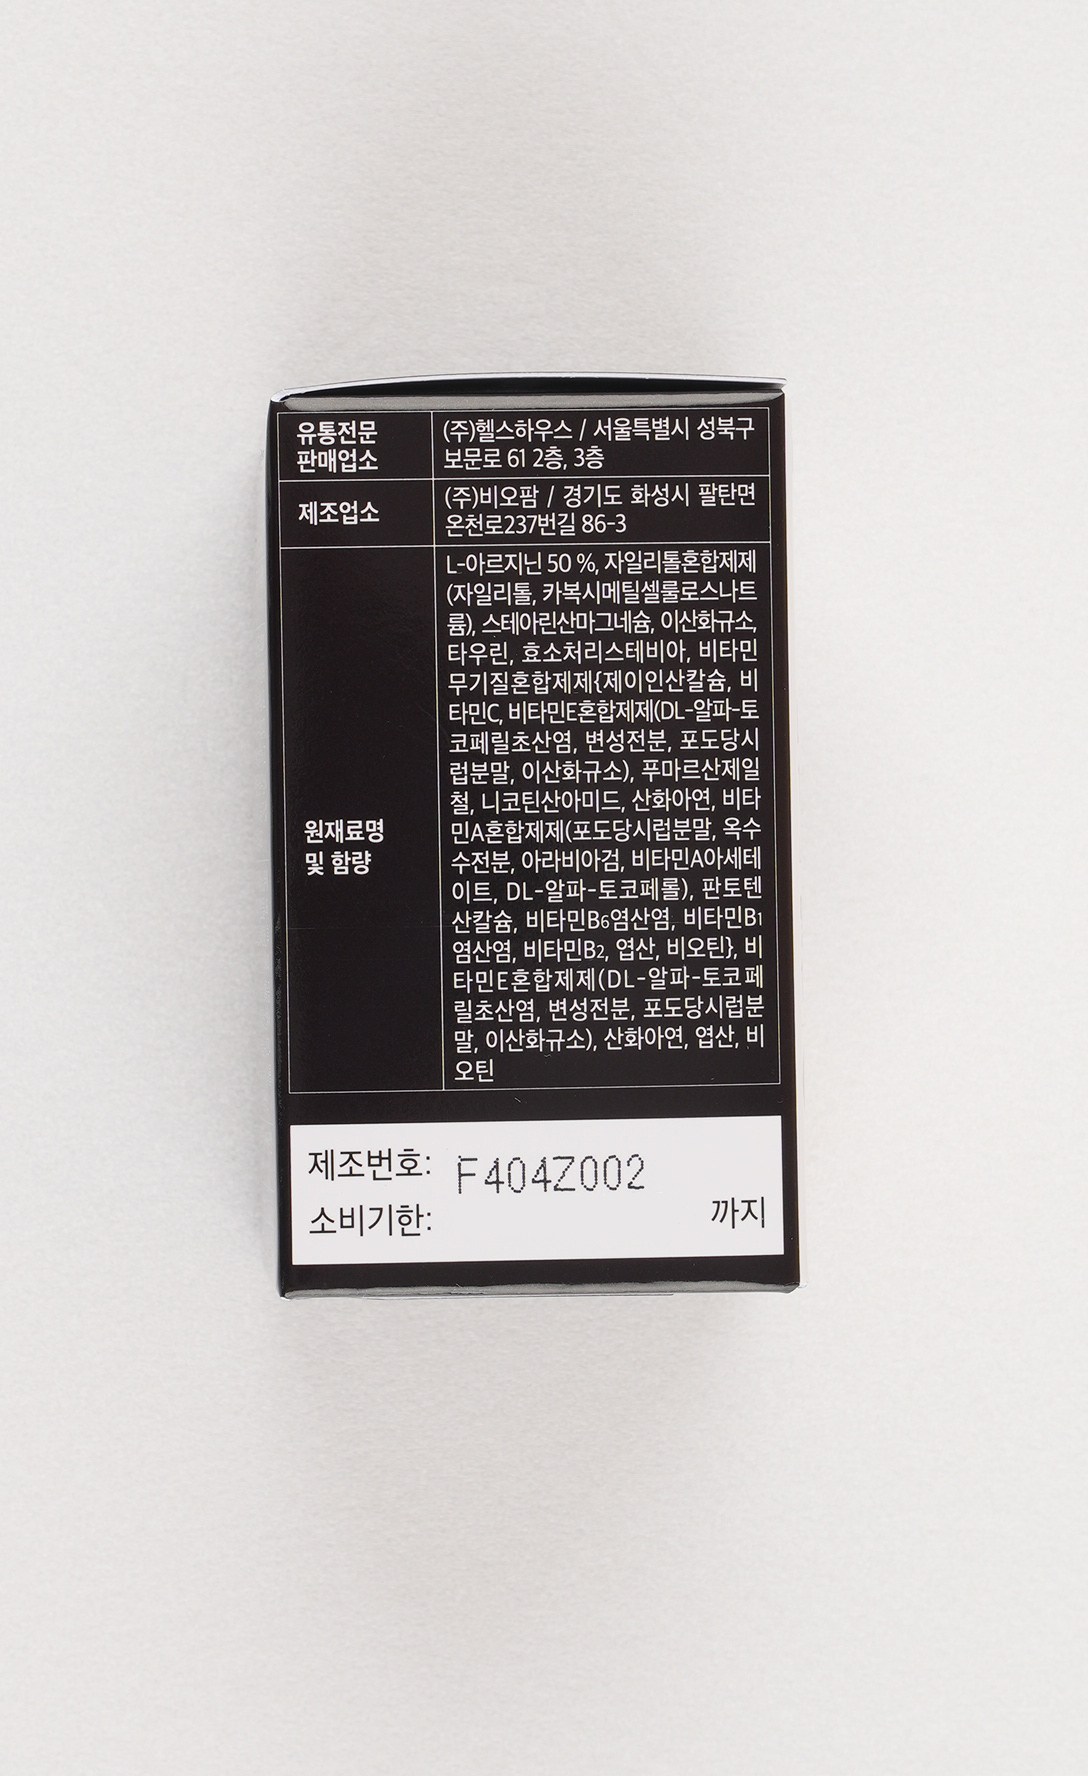 유통전문
판매업소
(주)헬스하우스 / 서울특별시 성북구
보문로 61 2층, 3층
제조업소
(주)비오팜 / 경기도 화성시 팔탄면
온천로237번길 86-3
원재료명
및 함량
L-아르지닌 50 %, 자일리톨혼합제제
(자일리톨, 카복시메틸셀룰로스나트
륨), 스테아린산마그네슘, 이산화규소,
타우린, 효소처리스테비아, 비타민
무기질혼합제제{제이인산칼슘, 비
타민C, 비타민E혼합제제(DL-알파-토
코페릴초산염, 변성전분, 포도당시
럽분말, 이산화규소), 푸마르산제일
철, 니코틴산아미드, 산화아연, 비타
민A혼합제제(포도당시럽분말, 옥수
수전분, 아라비아검, 비타민A아세테
이트, DL-알파-토코페롤), 판토텐
산칼슘, 비타민B6염산염, 비타민B1
염산염, 비타민B2, 엽산, 비오틴}, 비
타민E혼합제제(DL-알파-토코페
릴초산염, 변성전분, 포도당시럽분
말, 이산화규소), 산화아연, 엽산, 비
오틴
제조번호: F404Z002
소비기한: 까지